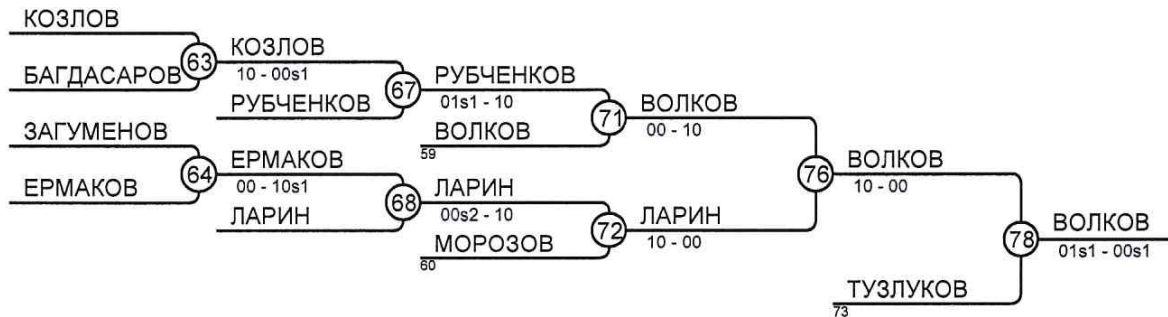 КОЗЛОВ
63
КОЗЛОВ
10 - 00s1
БАГДАСАРОВ
67
РУБЧЕНКОВ
01s1 - 10
РУБЧЕНКОВ
71
ВОЛКОВ
00 - 10
ЗАГУМЕНОВ
ВОЛКОВ
59
64
ЕРМАКОВ
00 - 10s1
76
ВОЛКОВ
10 - 00
ЕРМАКОВ
68
ЛАРИН
00s2 - 10
ЛАРИН
72
ЛАРИН
10 - 00
МОРОЗОВ
60
78
ВОЛКОВ
01s1 - 00s1
ТУЗЛУКОВ
73